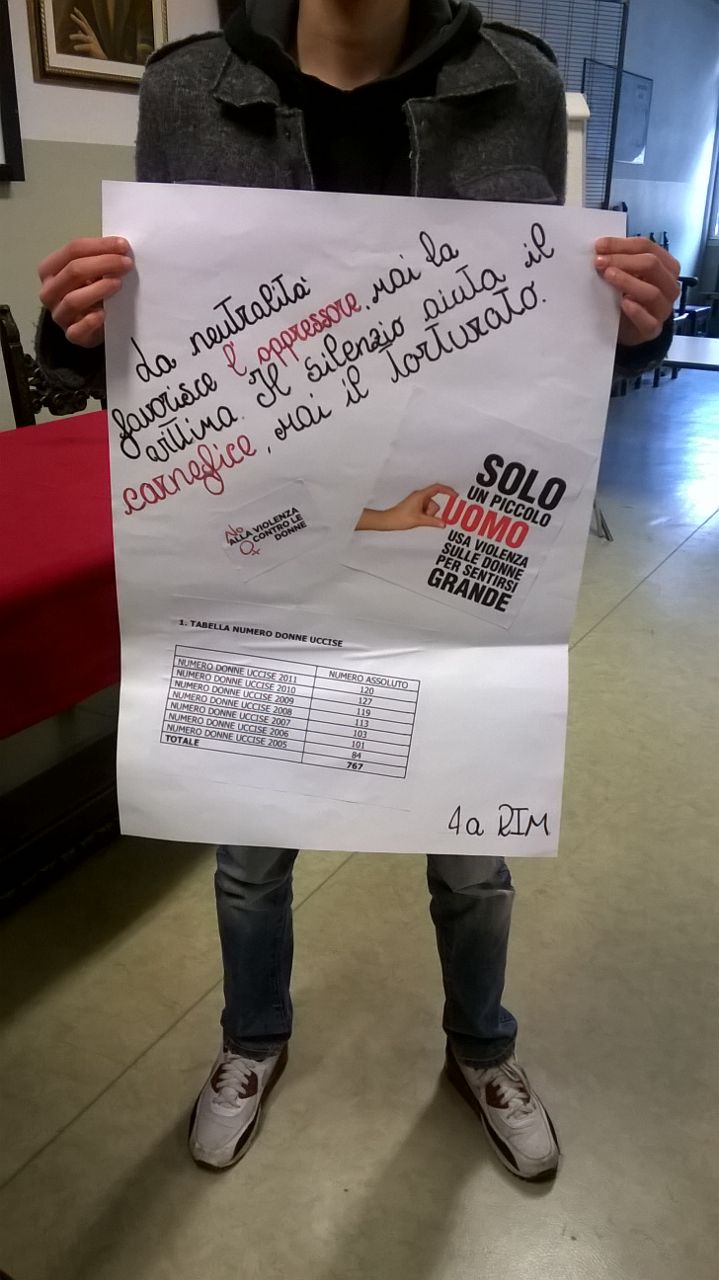 La neutralità
favorisce l'oppressore, mai la
vittima. Il silenzio aiuta il
carnefice, mai il torturato.
SOLO
UN PICCOLO
UOMO
USA VIOLENZA
SULLE DONNE
PER SENTIRSI
GRANDE
No
ALLA VIOLENZA
CONTRO LE
DONNE
1. TABELLA NUMERO DONNE UCCISE
NUMERO ASSOLUTO
NUMERO DONNE UCCISE 2011 120
NUMERO DONNE UCCISE 2010 127
NUMERO DONNE UCCISE 2009 119
NUMERO DONNE UCCISE 2008 113
NUMERO DONNE UCCISE 2007 103
NUMERO DONNE UCCISE 2006 101
NUMERO DONNE UCCISE 2005 84
TOTALE 767
4a RIM